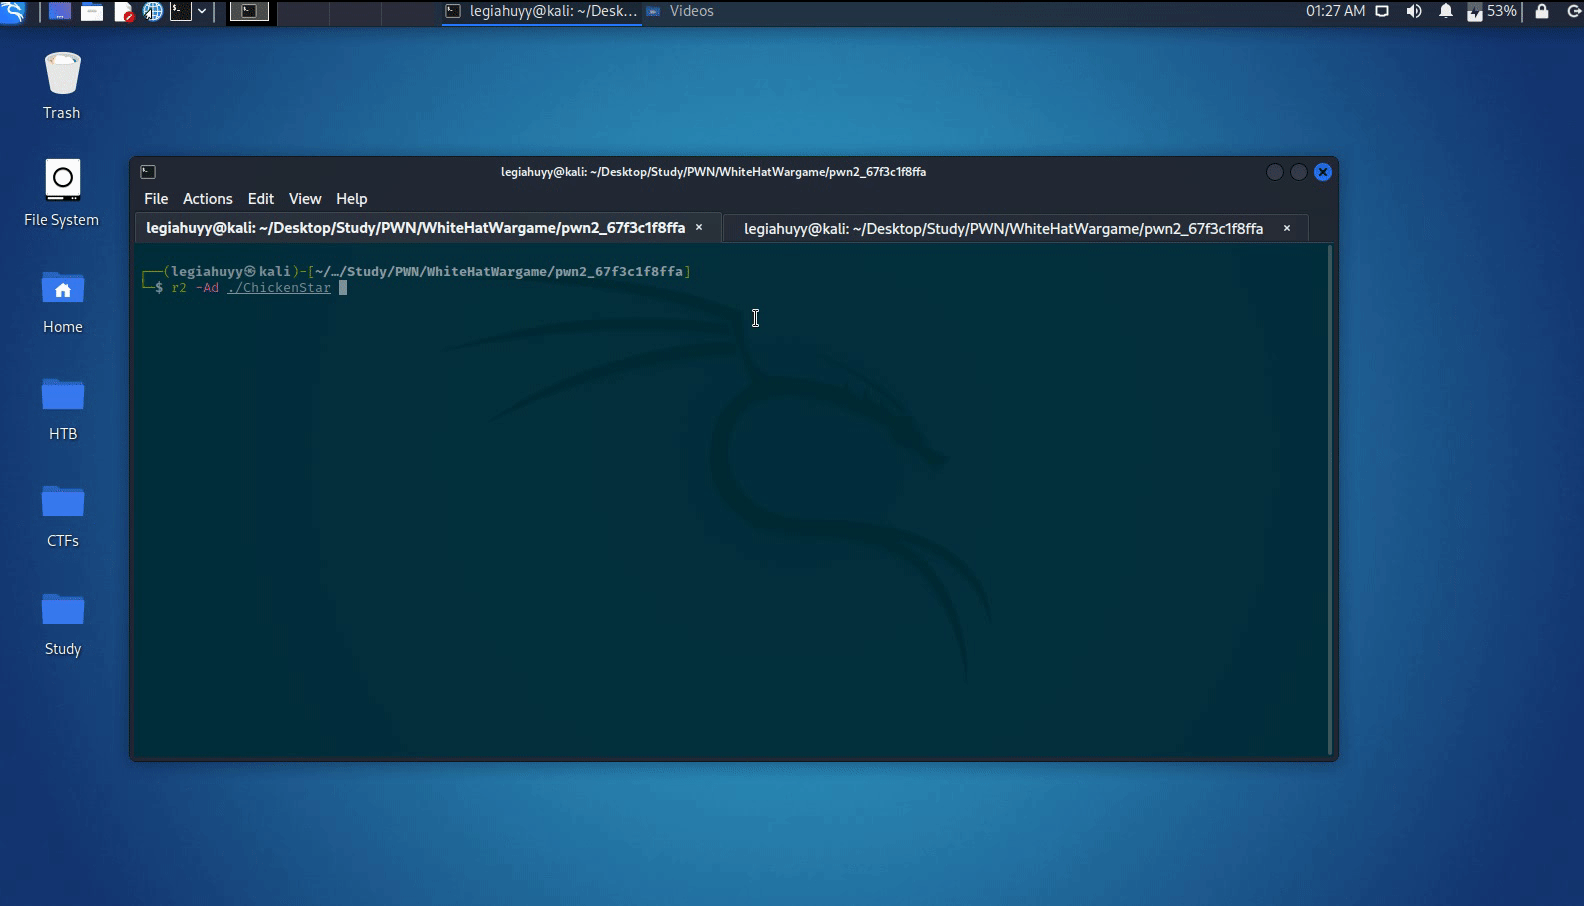 legiahuyy@kali: ~/Desk...
Videos
01:27 AM
53%
Trash
File System
Home
HTB
CTFs
Study
legiahuyy@kali: ~/Desktop/Study/PWN/WhiteHatWargame/pwn2_67f3c1f8ffa
File Actions Edit View Help
legiahuyy@kali: ~/Desktop/Study/PWN/WhiteHatWargame/pwn2_67f3c1f8ffa ×
legiahuyy@kali: ~/Desktop/Study/PWN/WhiteHatWargame/pwn2_67f3c1f8ffa ×
┌──(legiahuyy㉿kali)-[~/…/Study/PWN/WhiteHatWargame/pwn2_67f3c1f8ffa]
└─$ r2 -Ad ./ChickenStar